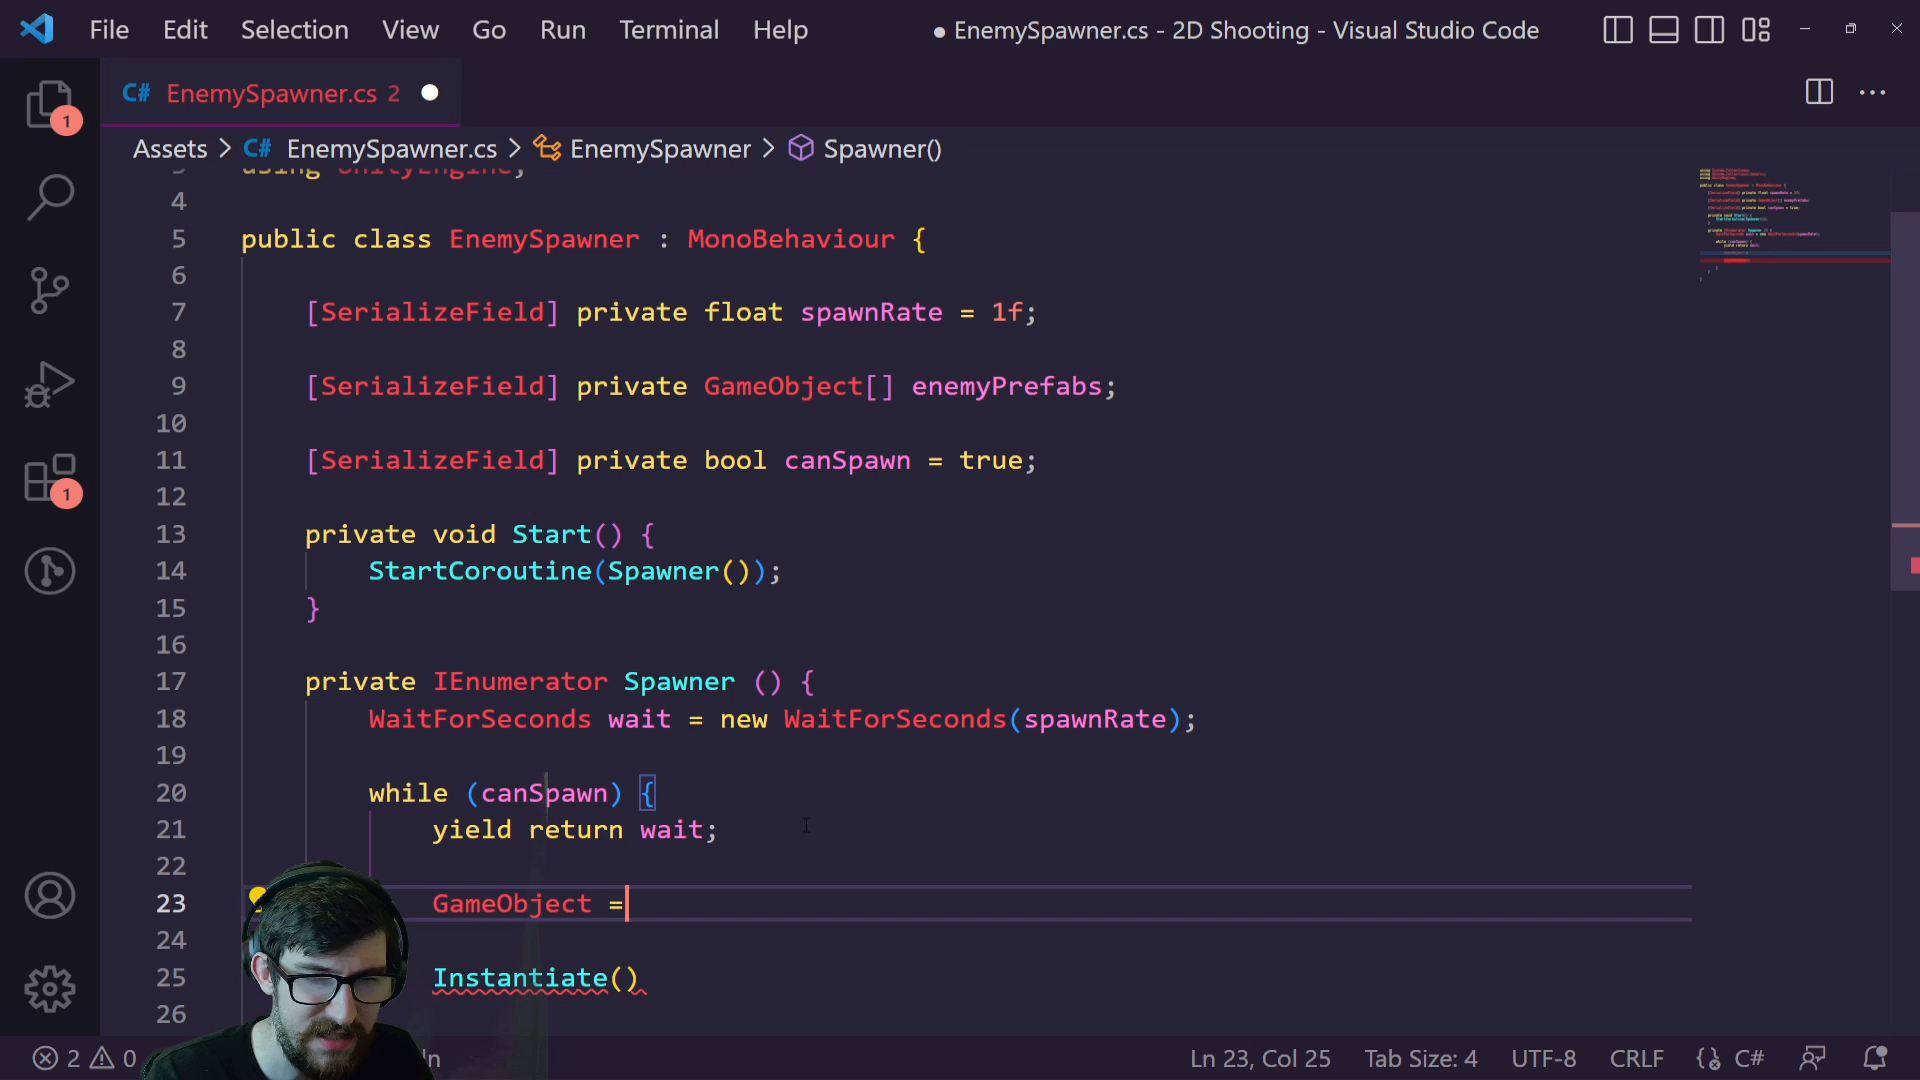 File Edit Selection View Go Run Terminal Help
● EnemySpawner.cs - 2D Shooting - Visual Studio Code
C# EnemySpawner.cs 2
Assets > C# EnemySpawner.cs > EnemySpawner > Spawner()
using UnityEngine;
4
5 public class EnemySpawner : MonoBehaviour {
6
7 [SerializeField] private float spawnRate = 1f;
8
9 [SerializeField] private GameObject[] enemyPrefabs;
10
11 [SerializeField] private bool canSpawn = true;
12
13 private void Start() {
14 StartCoroutine(Spawner());
15 }
16
17 private IEnumerator Spawner () {
18 WaitForSeconds wait = new WaitForSeconds(spawnRate);
19
20 while (canSpawn) {
21 yield return wait;
22
23 GameObject =
24
25 Instantiate()
26
1
1
2 0
Ln 23, Col 25 Tab Size: 4 UTF-8 CRLF C#